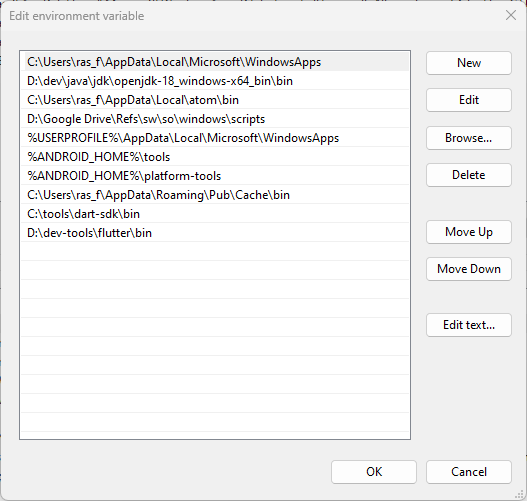 Edit environment variable
C:\Users\ras_f\AppData\Local\Microsoft\WindowsApps
D:\dev\java\jdk\openjdk-18_windows-x64_bin\bin
C:\Users\ras_f\AppData\Local\atom\bin
D:\Google Drive\Refs\sw\so\windows\scripts
%USERPROFILE%\AppData\Local\Microsoft\WindowsApps
%ANDROID_HOME%\tools
%ANDROID_HOME%\platform-tools
C:\Users\ras_f\AppData\Roaming\Pub\Cache\bin
C:\tools\dart-sdk\bin
D:\dev-tools\flutter\bin
New
Edit
Browse...
Delete
Move Up
Move Down
Edit text...
OK
Cancel